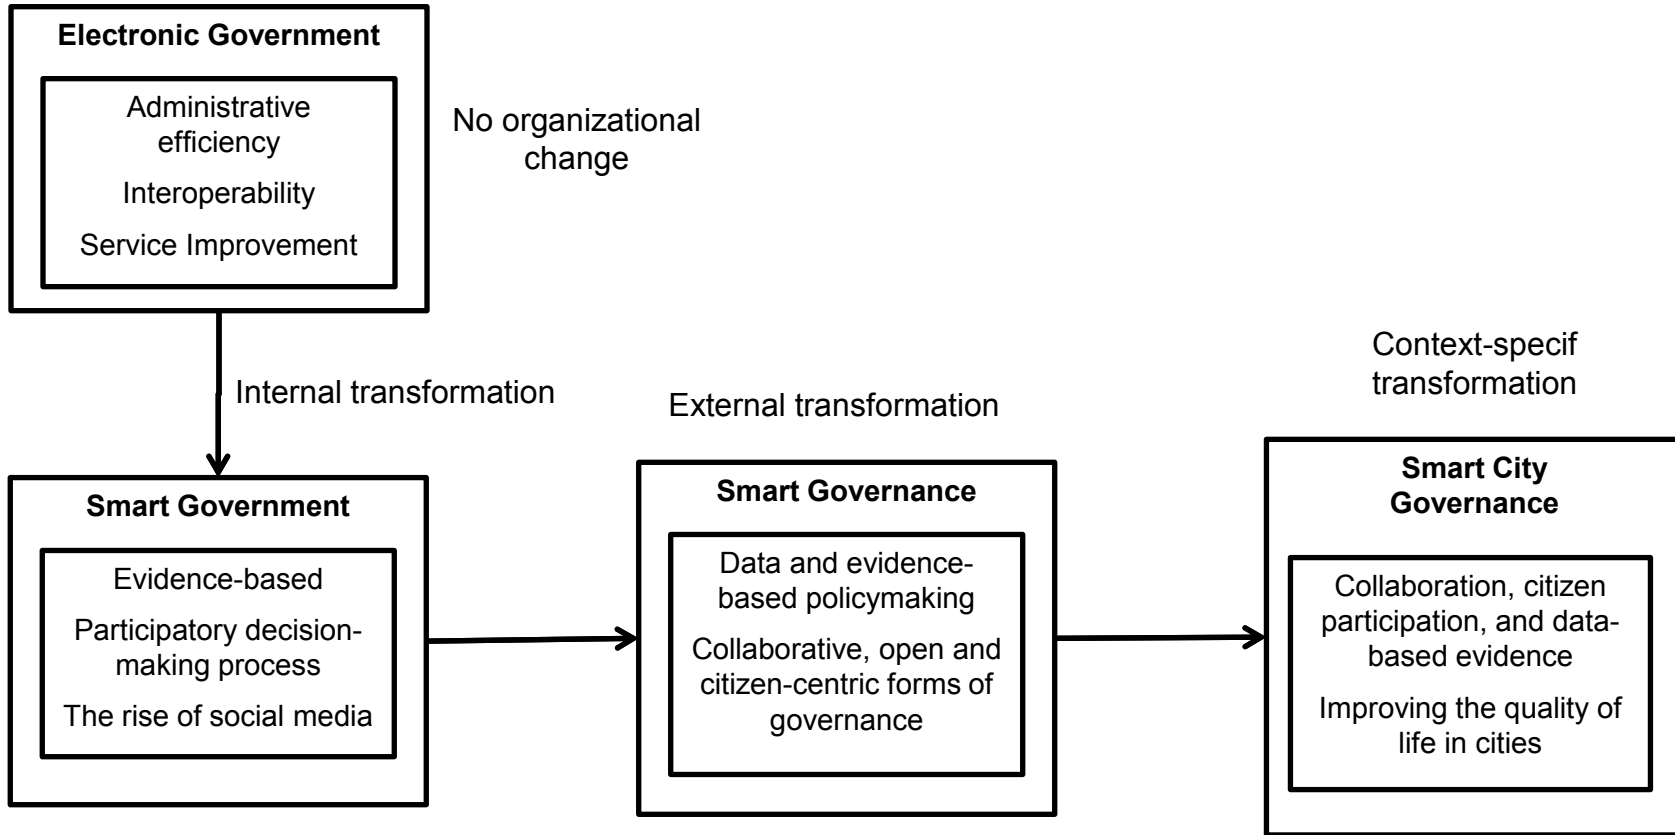 Electronic Government
Administrative
efficiency
Interoperability
Service Improvement
No organizational
change
Internal transformation
External transformation
Context-specif
transformation
Smart Government
Evidence-based
Participatory decision-
making process
The rise of social media
Smart Governance
Data and evidence-
based policymaking
Collaborative, open and
citizen-centric forms of
governance
Smart City
Governance
Collaboration, citizen
participation, and data-
based evidence
Improving the quality of
life in cities